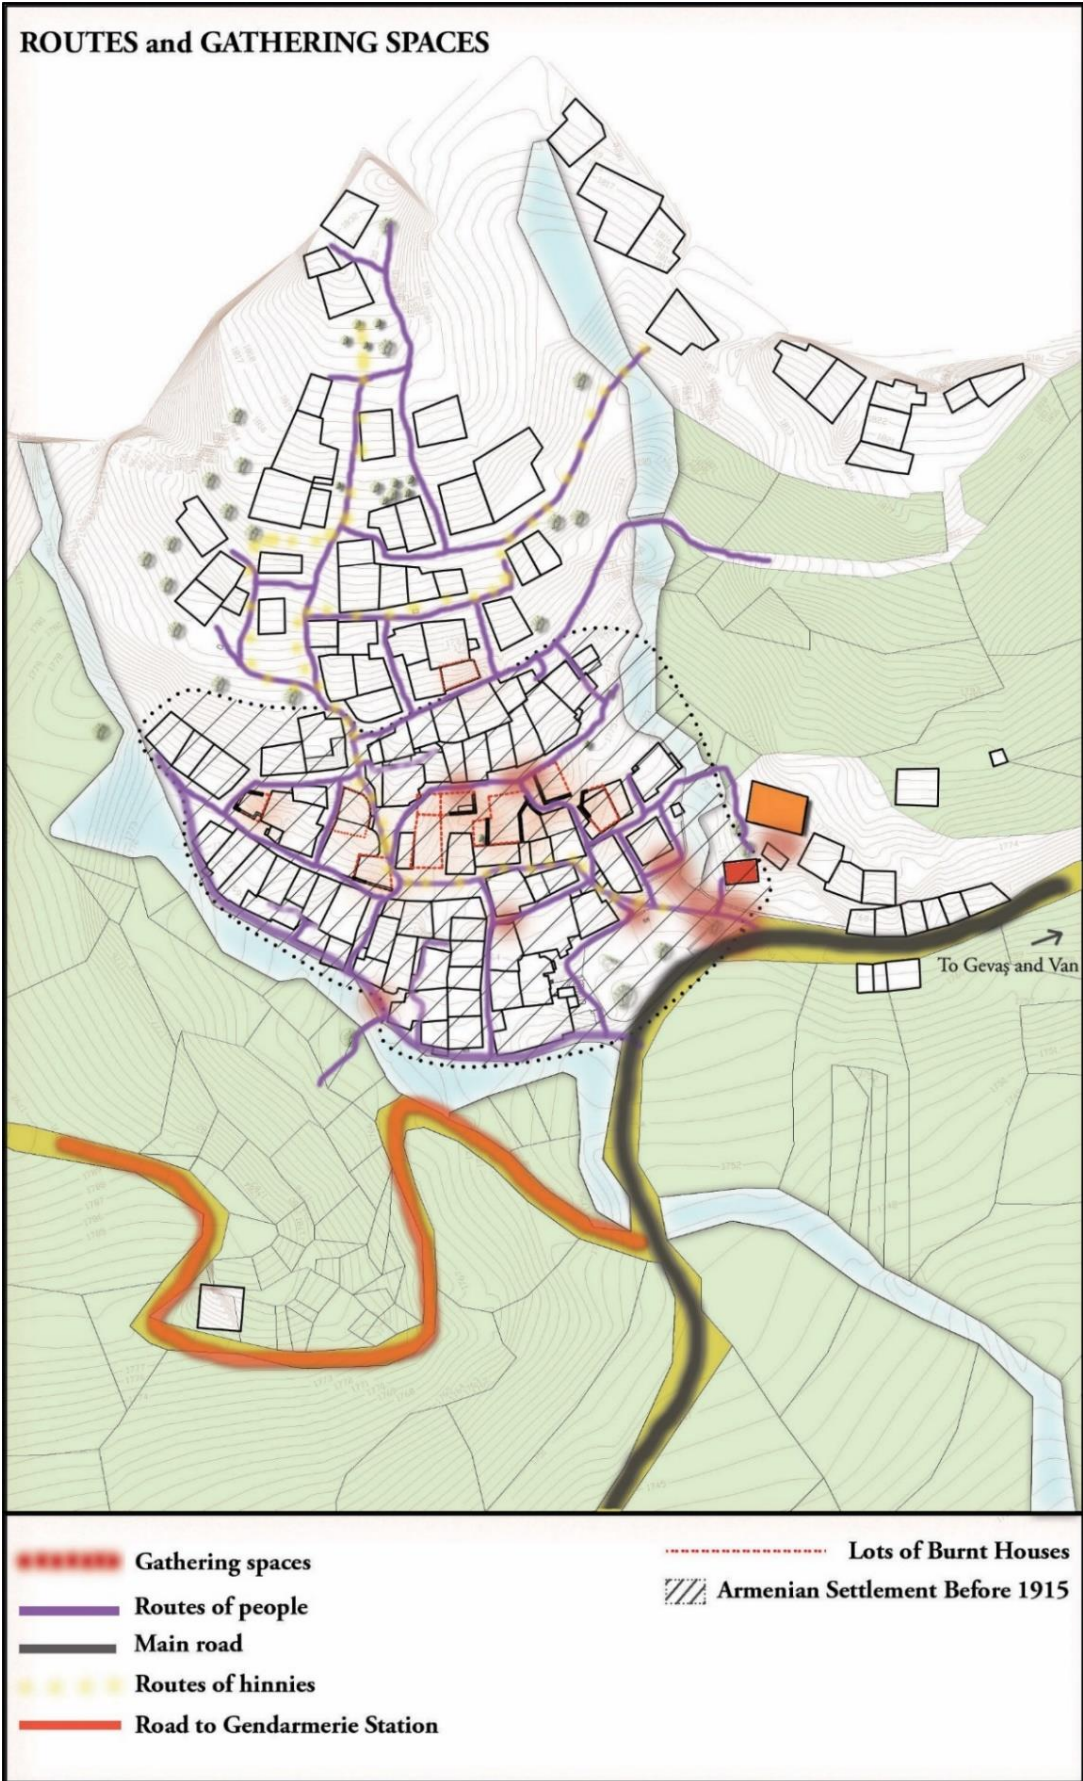 ROUTES and GATHERING SPACES
To Gevaş and Van
Gathering spaces
Routes of people
Main road
Routes of hinnies
Road to Gendarmerie Station
Lots of Burnt Houses
Armenian Settlement Before 1915